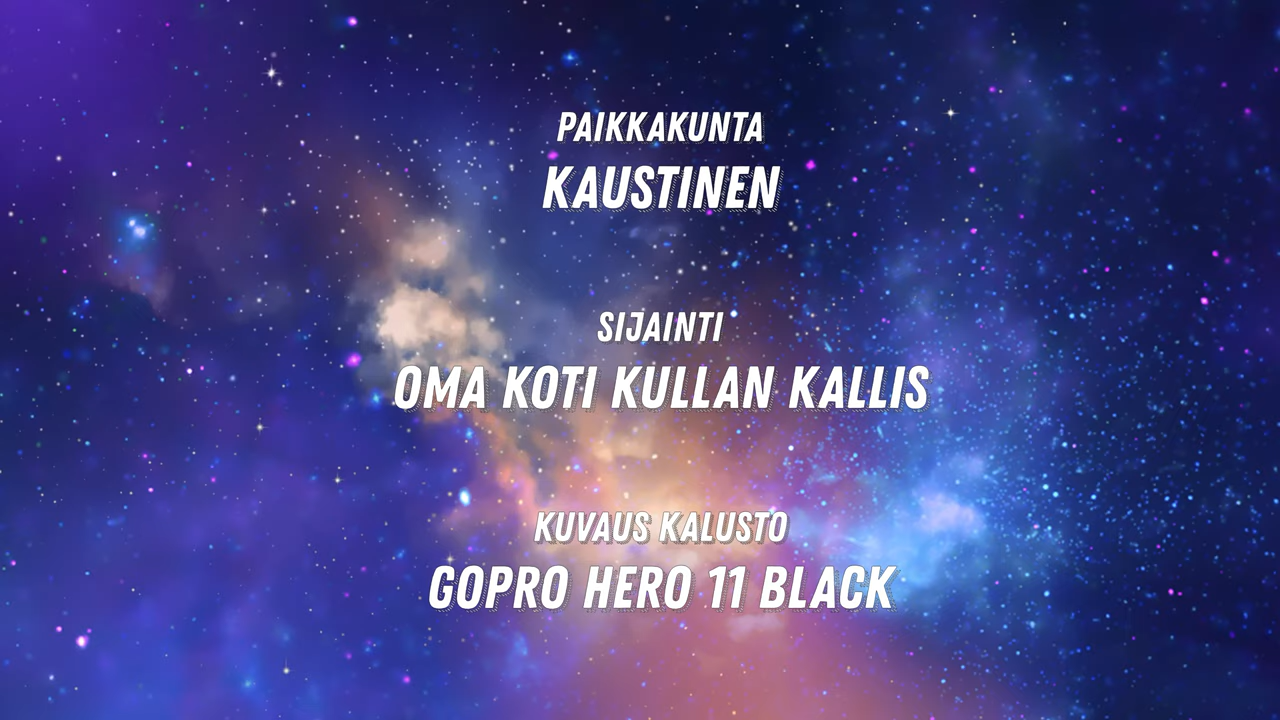 PAIKKAKUNTA
KAUSTINEN
SIJAINTI
OMA KOTI KULLAN KALLIS
KUVAUS KALUSTO
GOPRO HERO 11 BLACK